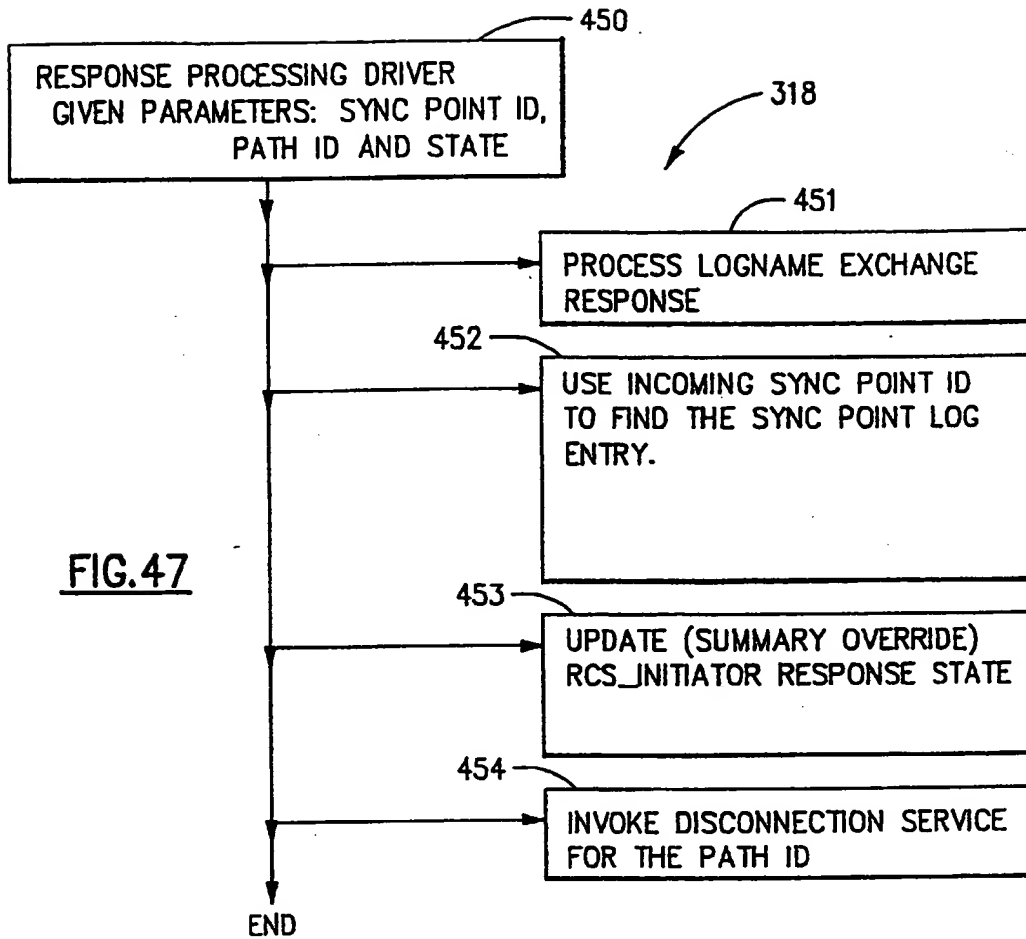 450
RESPONSE PROCESSING DRIVER
GIVEN PARAMETERS: SYNC POINT ID,
PATH ID AND STATE
318
451
PROCESS LOGNAME EXCHANGE
RESPONSE
452
USE INCOMING SYNC POINT ID
TO FIND THE SYNC POINT LOG
ENTRY.
FIG.47
453
UPDATE (SUMMARY OVERRIDE)
RCS_INITIATOR RESPONSE STATE
454
INVOKE DISCONNECTION SERVICE
FOR THE PATH ID
END